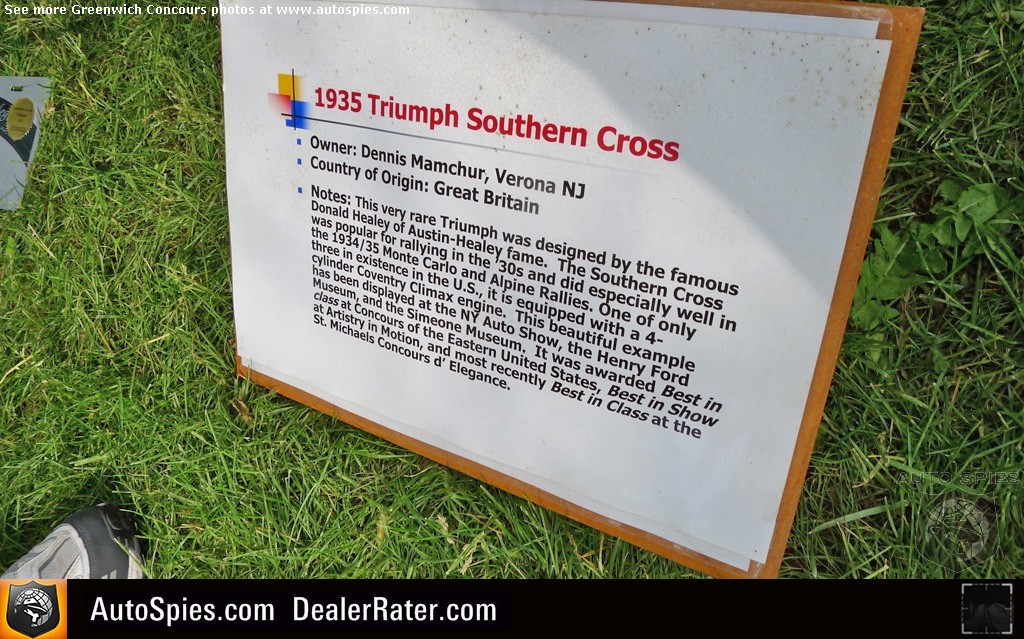 See more Greenwich Concours photos at www.autospies.com
1935 Triumph Southern Cross
Owner: Dennis Mamchur, Verona NJ
Country of Origin: Great Britain
Notes: This very rare Triumph was designed by the famous
Donald Healey of Austin-Healey fame. The Southern Cross
was popular for rallying in the '30s and did especially well in
the 1934/35 Monte Carlo and Alpine Rallies. One of only
three in existence in the U.S., it is equipped with a 4-
cylinder Coventry Climax engine. This beautiful example
has been displayed at the NY Auto Show, the Henry Ford
Museum, and the Simeone Museum. It was awarded Best in
class at Concours of the Eastern United States, Best in Show
at Artistry in Motion, and most recently Best in Class at the
St. Michaels Concours d' Elegance.
AUTO SPIES
AutoSpies.com DealerRater.com